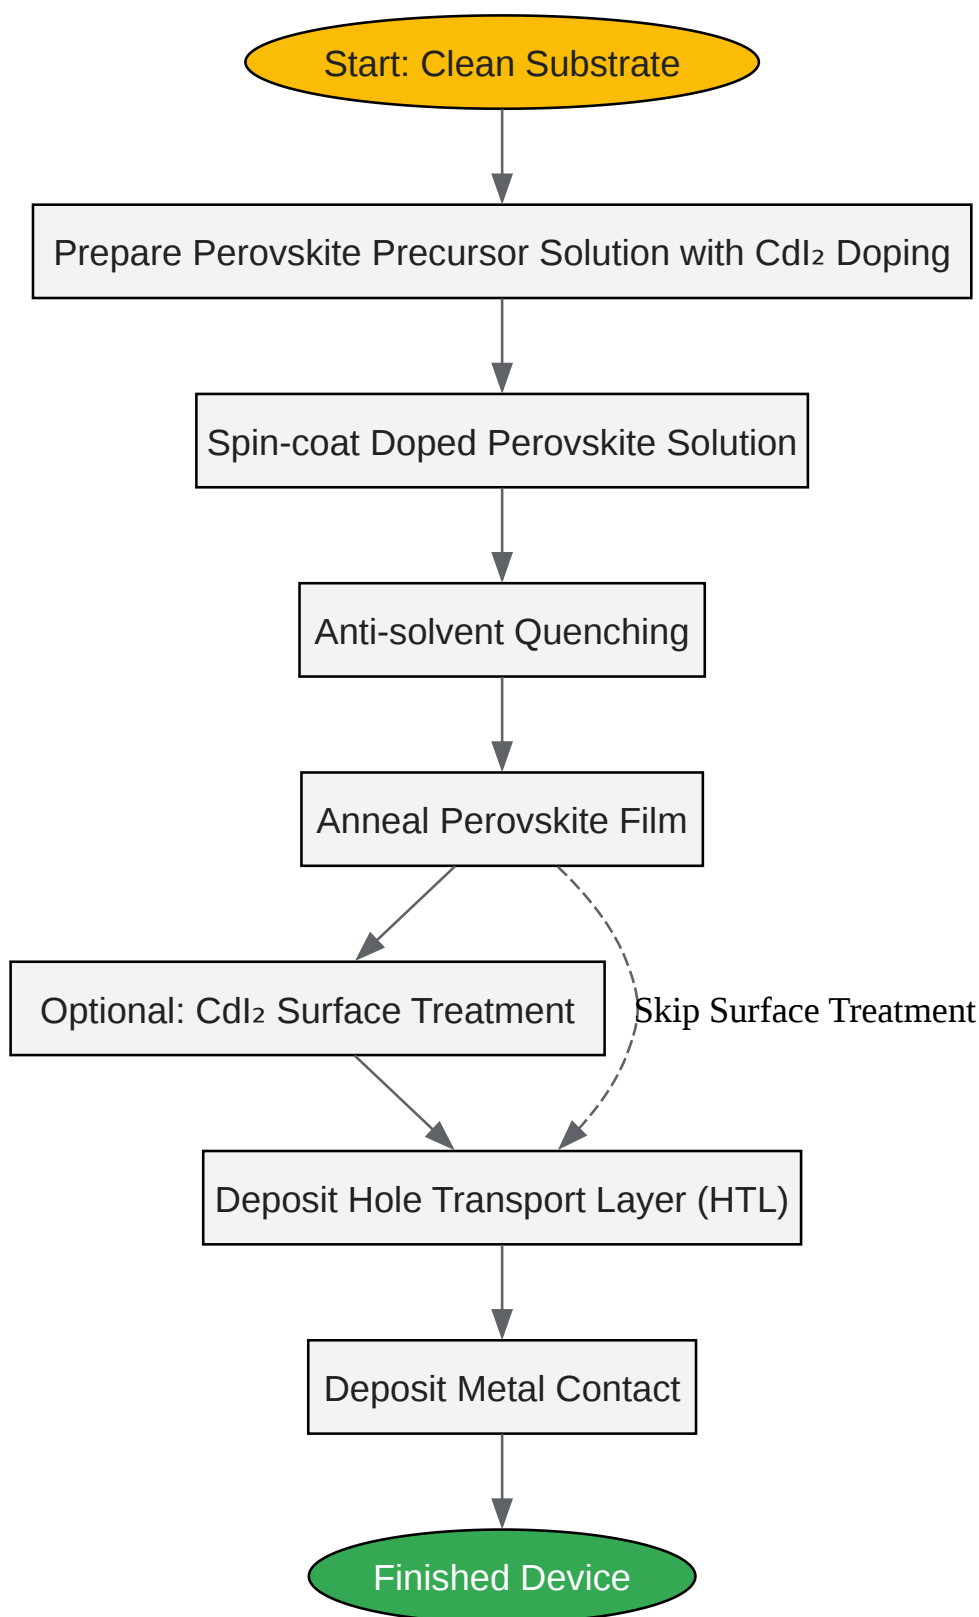 Start: Clean Substrate
Prepare Perovskite Precursor Solution with CdI₂ Doping
Spin-coat Doped Perovskite Solution
Anti-solvent Quenching
Anneal Perovskite Film
Optional: CdI₂ Surface Treatment
Skip Surface Treatment
Deposit Hole Transport Layer (HTL)
Deposit Metal Contact
Finished Device